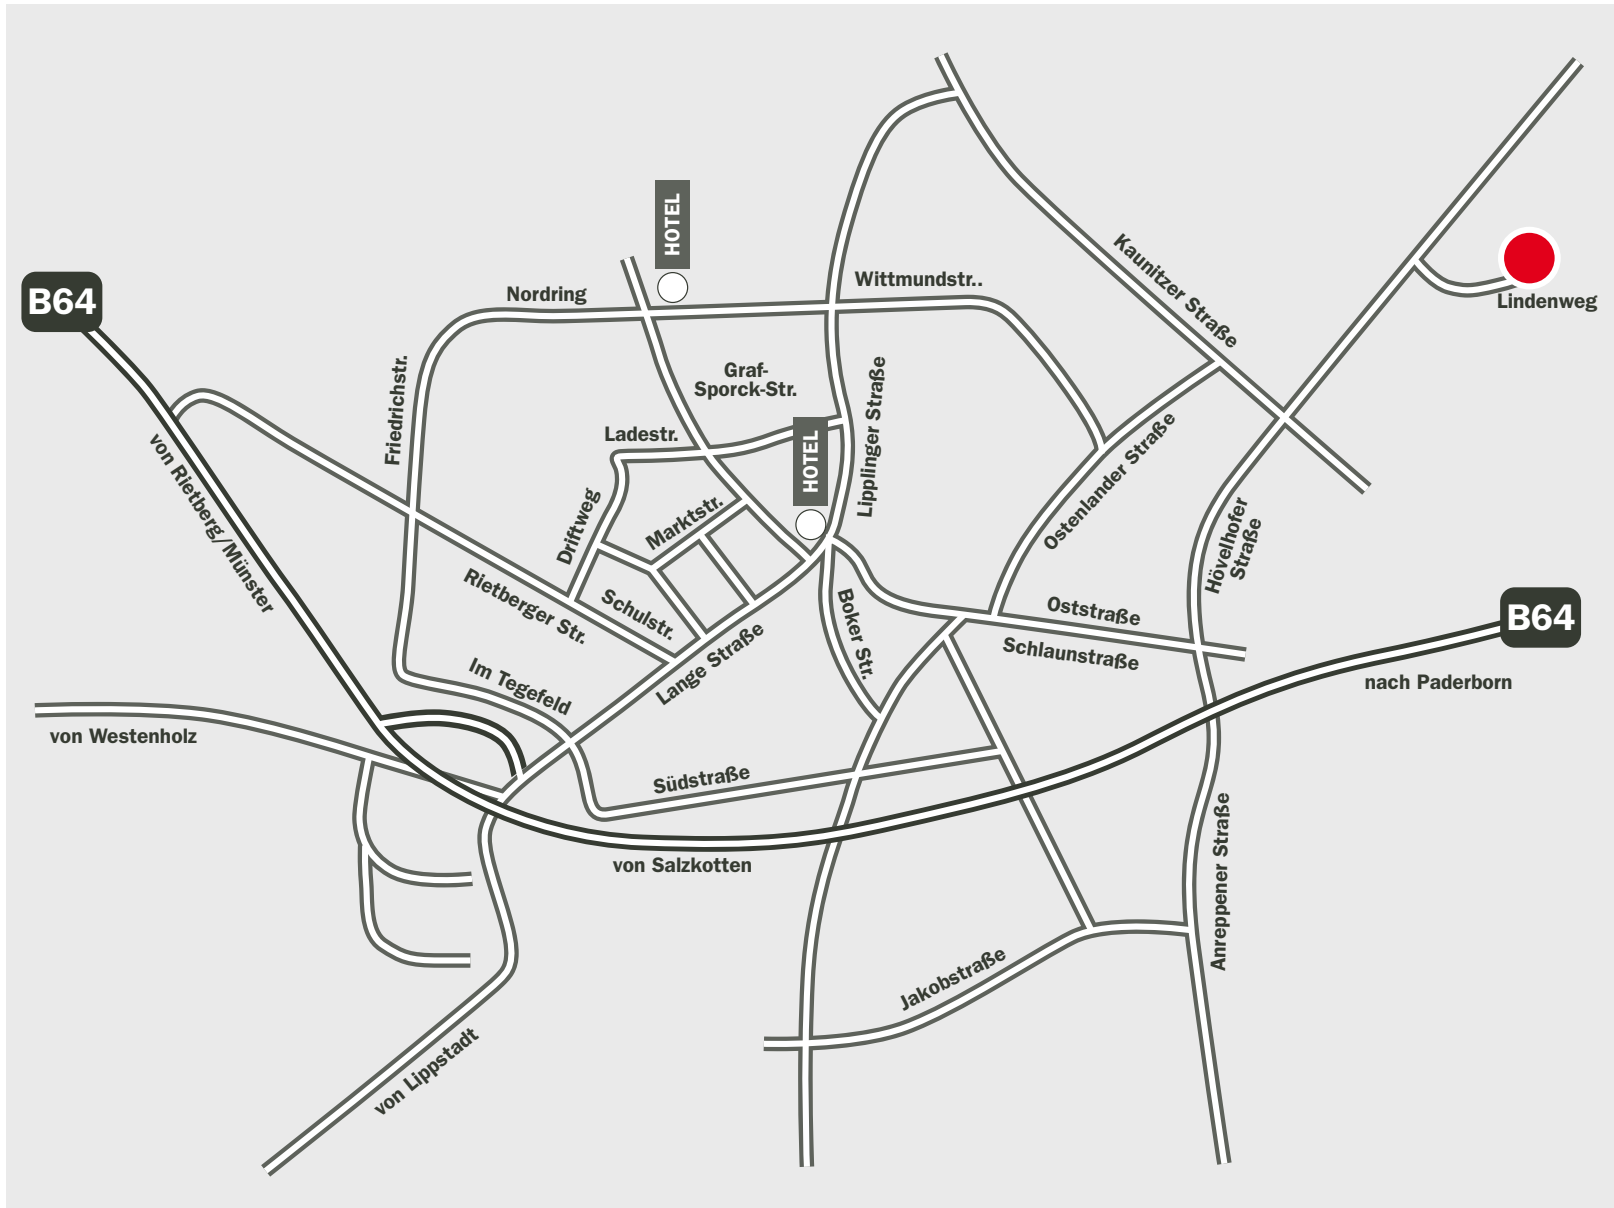 HOTEL
Kaunitzer Straße
B64
Nordring
Wittmundstr..
Lindenweg
Friedrichstr.
Graf-
Sporck-Str.
Lipplinger Straße
Ladestr.
HOTEL
von Rietberg/Münster
Driftweg
Marktstr.
Ostenlander Straße
Hövelhofer
Straße
Rietberger Str.
Schulstr.
Boker Str.
Oststraße
B64
Schlaunstraße
Im Tegefeld
Lange Straße
nach Paderborn
von Westenholz
Südstraße
von Salzkotten
Anreppener Straße
Jakobstraße
von Lippstadt